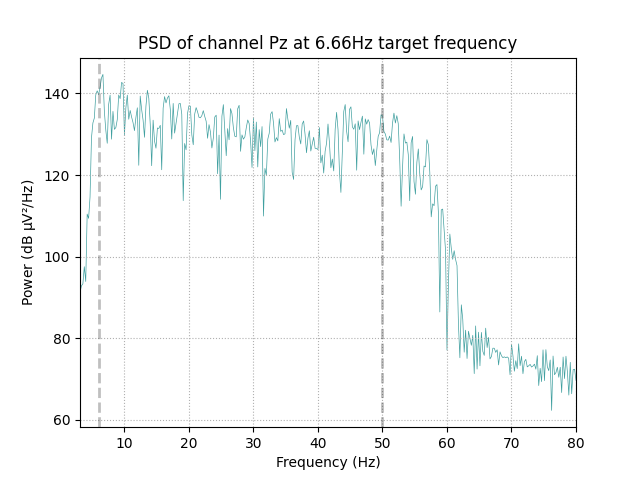 PSD of channel Pz at 6.66Hz target frequency
Power (dB µV²/Hz)
140
120
100
80
60
10 20 30 40 50 60 70 80
Frequency (Hz)